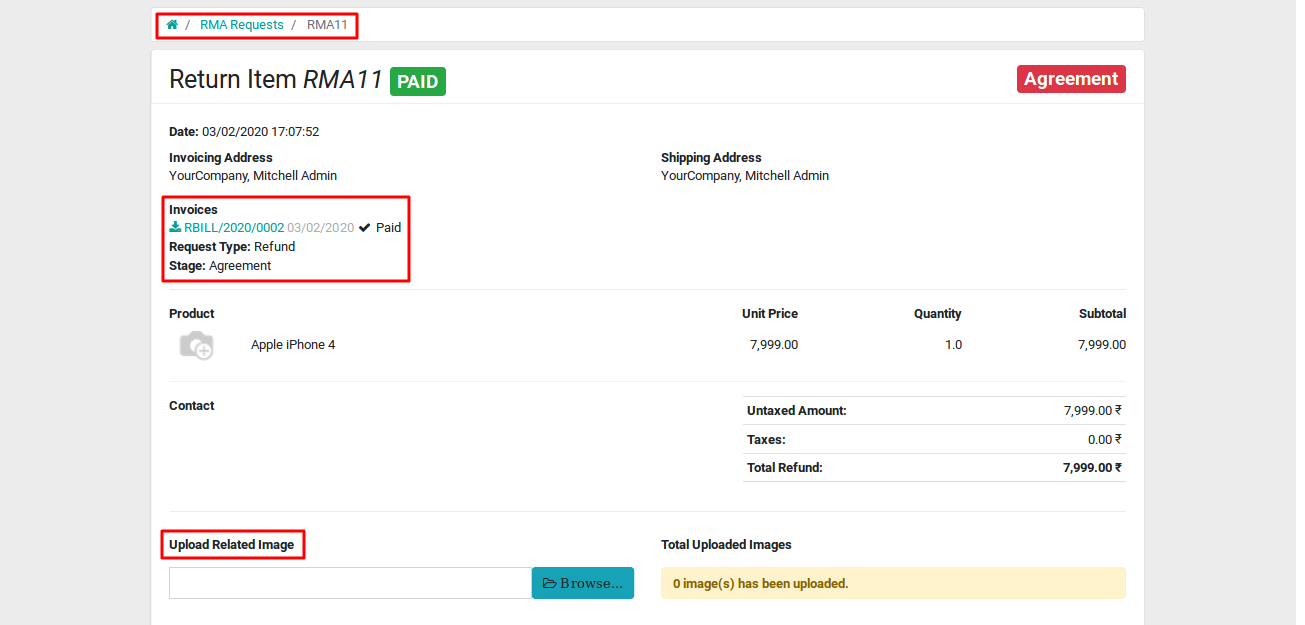 / RMA Requests / RMA11
Return Item RMA11 PAID
Agreement
Date: 03/02/2020 17:07:52
Invoicing Address
YourCompany, Mitchell Admin
Shipping Address
YourCompany, Mitchell Admin
Invoices
RBILL/2020/0002 03/02/2020 Paid
Request Type: Refund
Stage: Agreement
Product Unit Price Quantity Subtotal
Apple iPhone 4 7,999.00 1.0 7,999.00
Contact
Untaxed Amount: 7,999.00 ₹
Taxes: 0.00 ₹
Total Refund: 7,999.00 ₹
Upload Related Image
Browse...
Total Uploaded Images
0 image(s) has been uploaded.